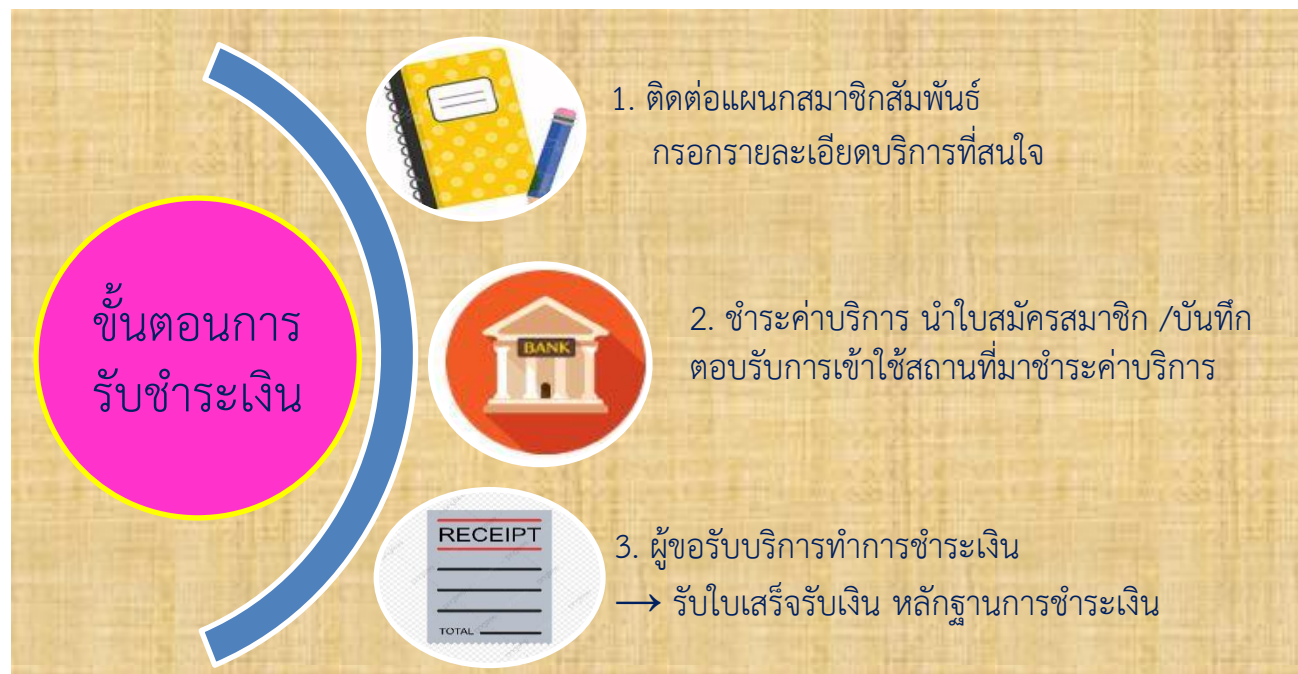 ขั้นตอนการ
รับชำระเงิน
1. ติดต่อแผนกสมาชิกสัมพันธ์
กรอกรายละเอียดบริการที่สนใจ
BANK
2. ชำระค่าบริการ นำใบสมัครสมาชิก /บันทึก
ตอบรับการเข้าใช้สถานที่มาชำระค่าบริการ
RECEIPT
TOTAL
3. ผู้ขอรับบริการทำการชำระเงิน
→ รับใบเสร็จรับเงิน หลักฐานการชำระเงิน